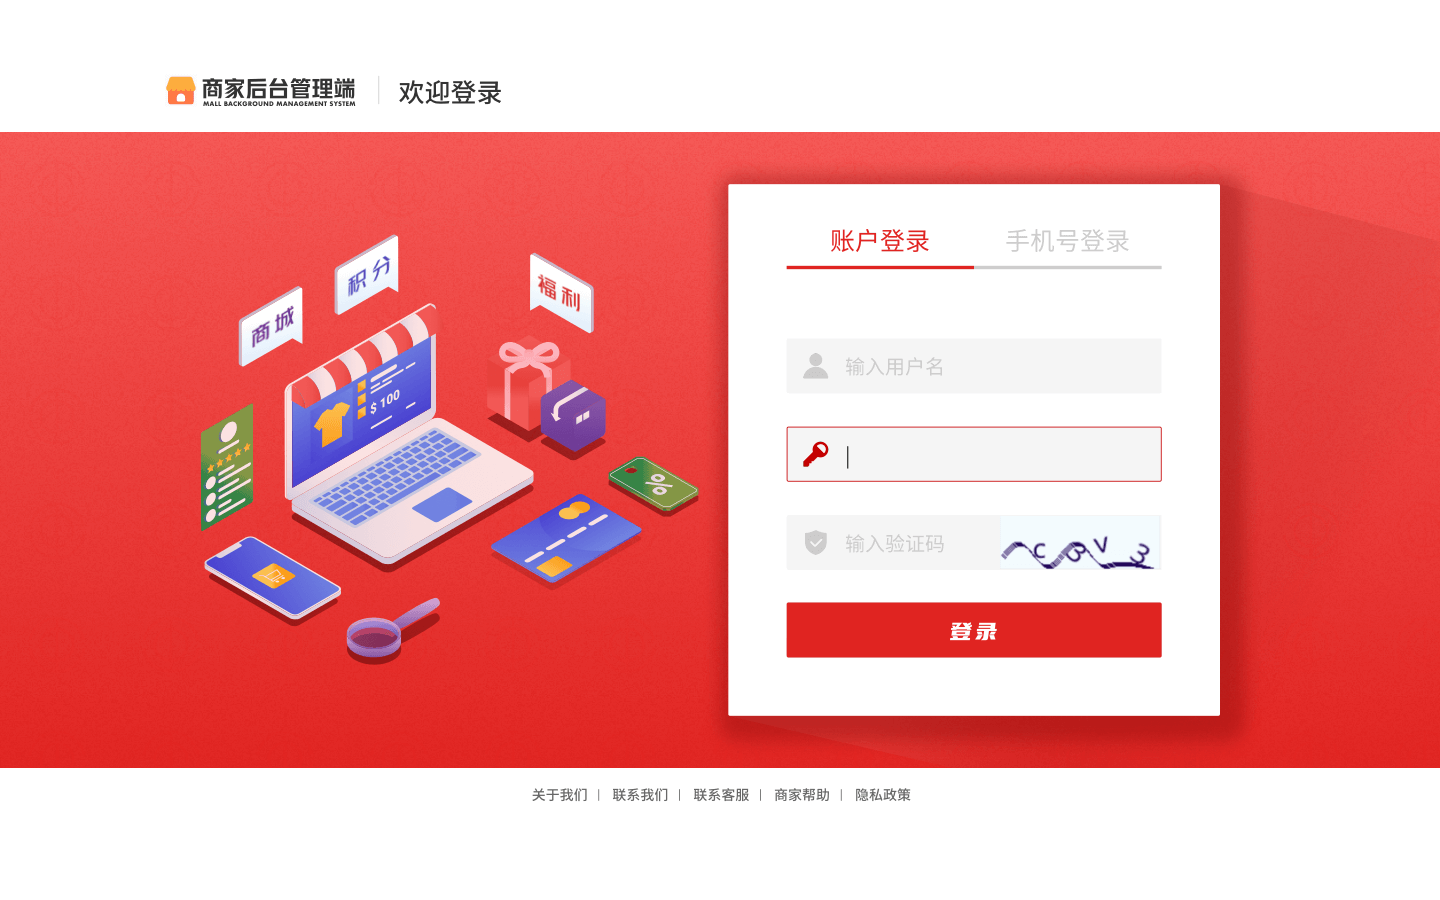 商家后台管理端
MALL BACKGROUND MANAGEMENT SYSTEM
欢迎登录
账户登录
手机号登录
积分
福利
商城
$ 100
%
输入用户名
输入验证码
C B V 3
登录
关于我们 | 联系我们 | 联系客服 | 商家帮助 | 隐私政策